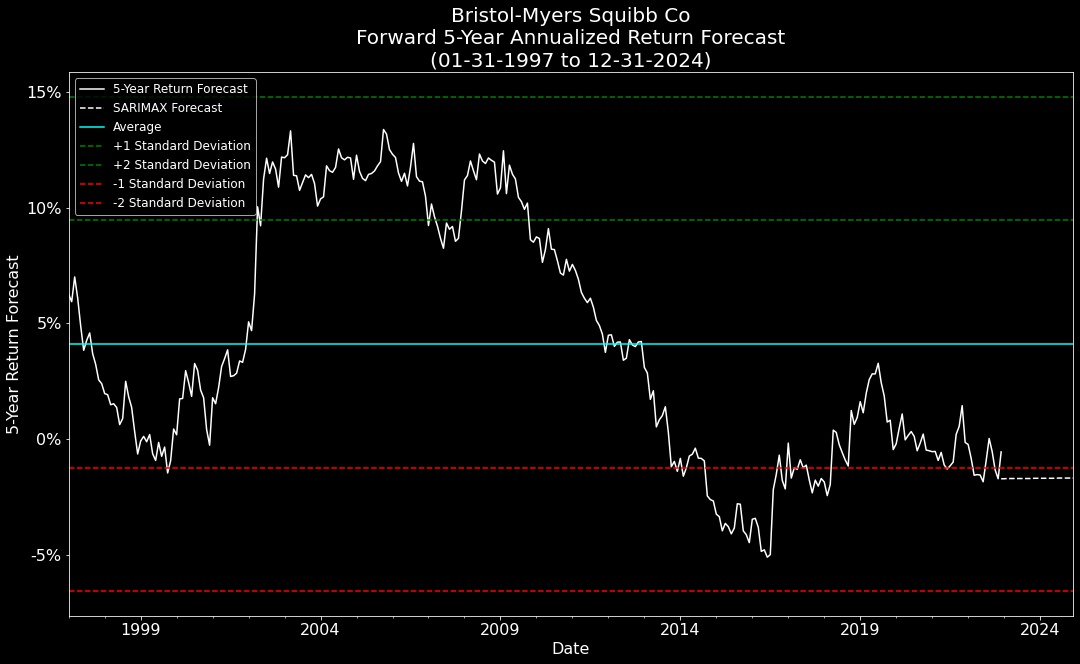 Bristol-Myers Squibb Co
Forward 5-Year Annualized Return Forecast
(01-31-1997 to 12-31-2024)
5-Year Return Forecast
SARIMAX Forecast
Average
+1 Standard Deviation
+2 Standard Deviation
-1 Standard Deviation
-2 Standard Deviation
15%
10%
5%
0%
-5%
5-Year Return Forecast
1999
2004
2009
2014
2019
2024
Date